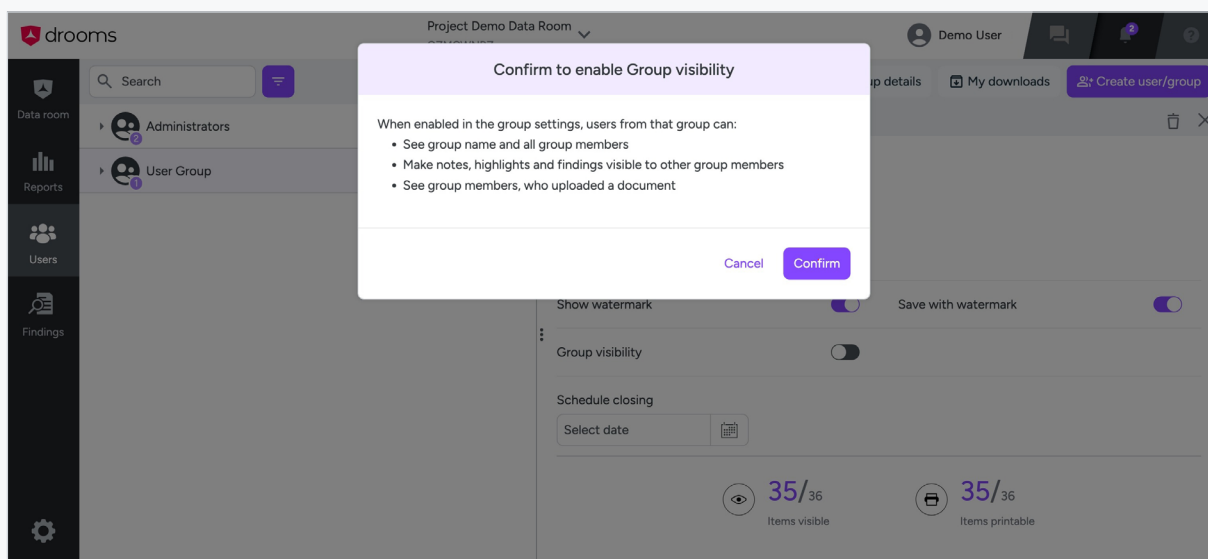 drooms
Project Demo Data Room
Demo User
2
Search
up details
My downloads
Create user/group
Data room
Administrators
2
User Group
1
Reports
Users
Findings
Confirm to enable Group visibility
When enabled in the group settings, users from that group can:
• See group name and all group members
• Make notes, highlights and findings visible to other group members
• See group members, who uploaded a document
Cancel
Confirm
Show watermark
Save with watermark
Group visibility
Schedule closing
Select date
35/36
Items visible
35/36
Items printable